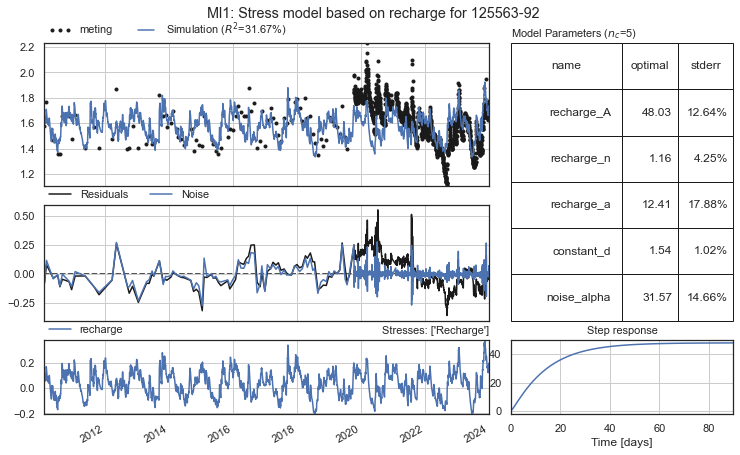 Ml1: Stress model based on recharge for 125563-92
meting Simulation (R²=31.67%)
2.2
2.0
1.8
1.6
1.4
1.2
Residuals Noise
0.50
0.25
0.00
−0.25
recharge Stresses: ['Recharge']
0.2
0.0
−0.2
2012 2014 2016 2018 2020 2022 2024
Model Parameters (n_c=5)
name optimal stderr
recharge_A 48.03 12.64%
recharge_n 1.16 4.25%
recharge_a 12.41 17.88%
constant_d 1.54 1.02%
noise_alpha 31.57 14.66%
Step response
40
20
0
0 20 40 60 80
Time [days]